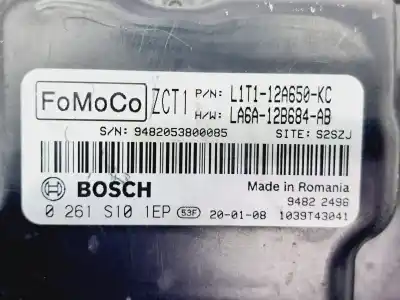 FoMoCo ZCT1 P/N: L1T1-12A650-KC
H/W: LA6A-12B684-AB
S/N: 9482053800085 SITE: S2SZJ
BOSCH Made in Romania
9482 2496
0 261 S10 1EP 53F 20-01-08 1039T43041